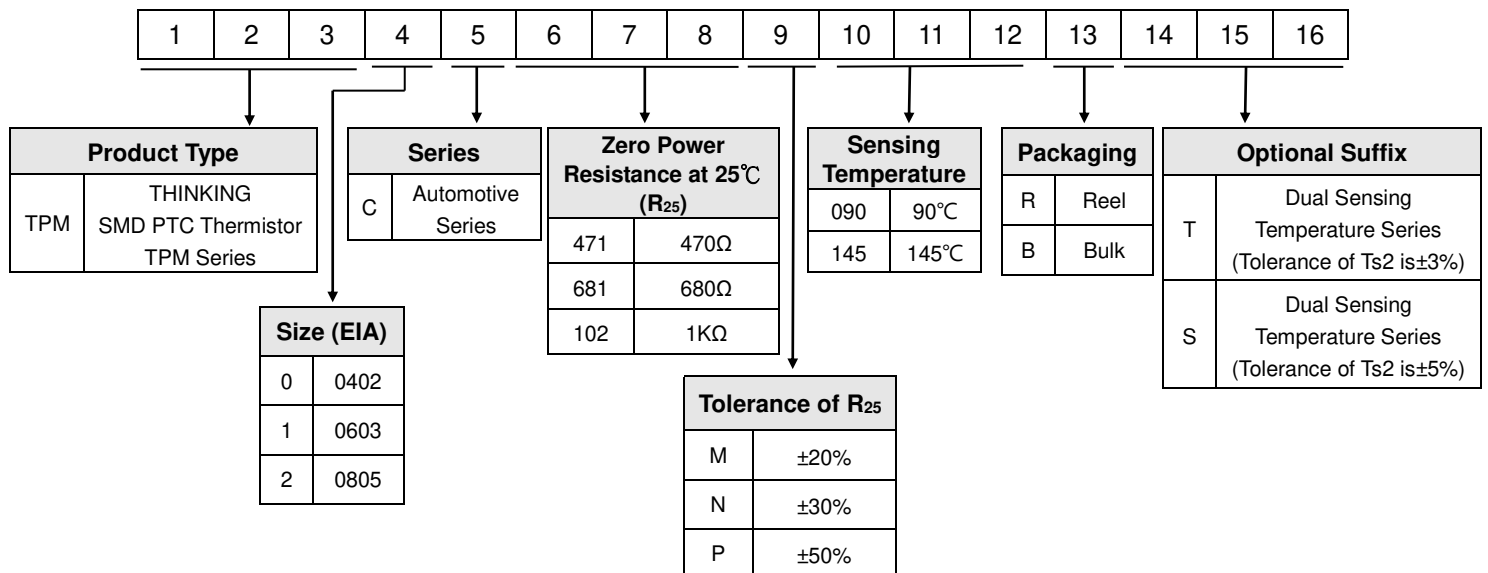 1 2 3 4 5 6 7 8 9 10 11 12 13 14 15 16
Product Type
TPM
THINKING
SMD PTC Thermistor
TPM Series
Size (EIA)
0 0402
1 0603
2 0805
Series
C
Automotive
Series
Zero Power
Resistance at 25℃
(R25)
471 470Ω
681 680Ω
102 1KΩ
Tolerance of R25
M ±20%
N ±30%
P ±50%
Sensing
Temperature
090 90℃
145 145℃
Packaging
R Reel
B Bulk
Optional Suffix
T
Dual Sensing
Temperature Series
(Tolerance of Ts2 is±3%)
S
Dual Sensing
Temperature Series
(Tolerance of Ts2 is±5%)